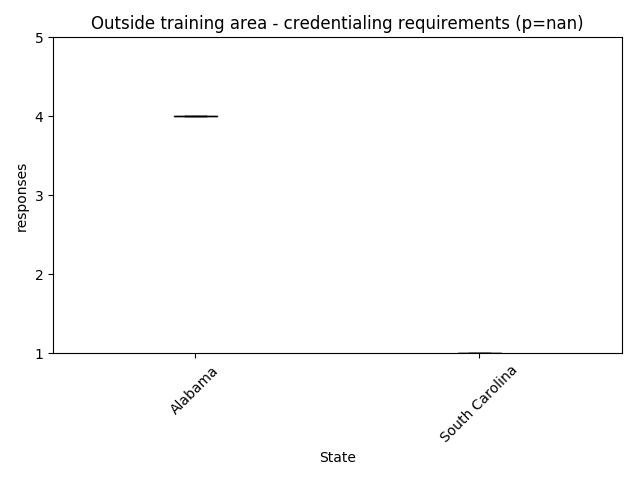 Outside training area - credentialing requirements (p=nan)
5
4
3
2
1
responses
Alabama
South Carolina
State